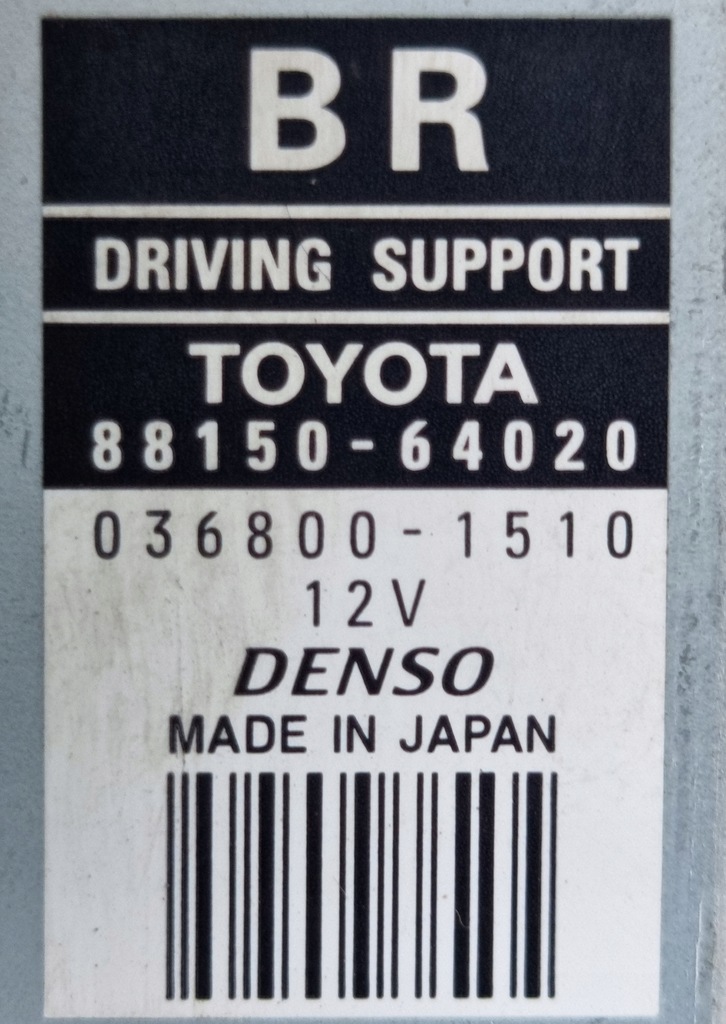 BR
DRIVING SUPPORT
TOYOTA
88150-64020
036800-1510
12V
DENSO
MADE IN JAPAN